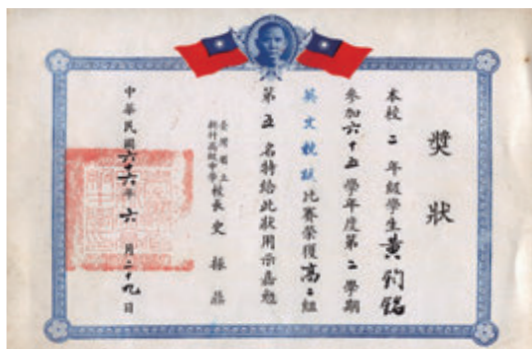 獎狀
本校二年級學生黃鈞銘
參加六十五學年度第二學期
英文 比賽榮獲高二組
第五名特給此狀用示嘉勉
臺灣省立
新竹高級中學校長史振鼎
中華民國六十六年六月二十九日